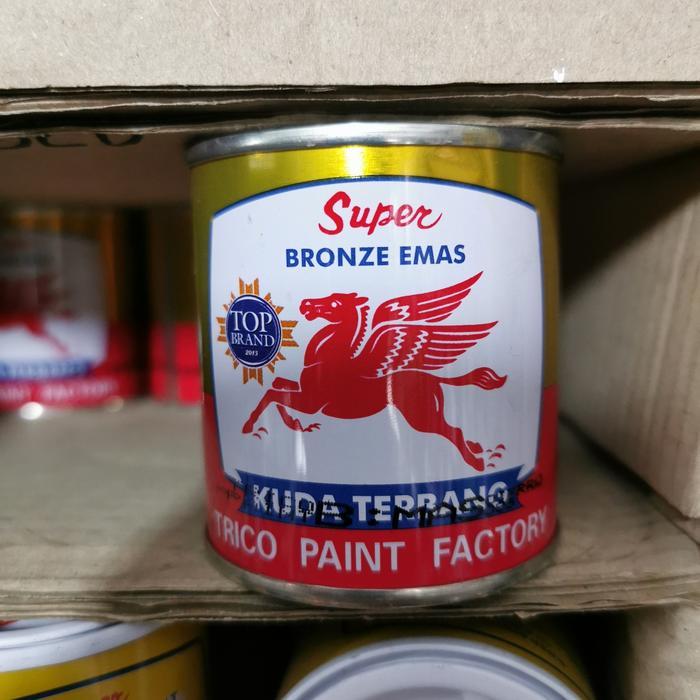 Super
BRONZE EMAS
TOP
BRAND
2013
KUDA TERBANG
TRICO PAINT FACTORY